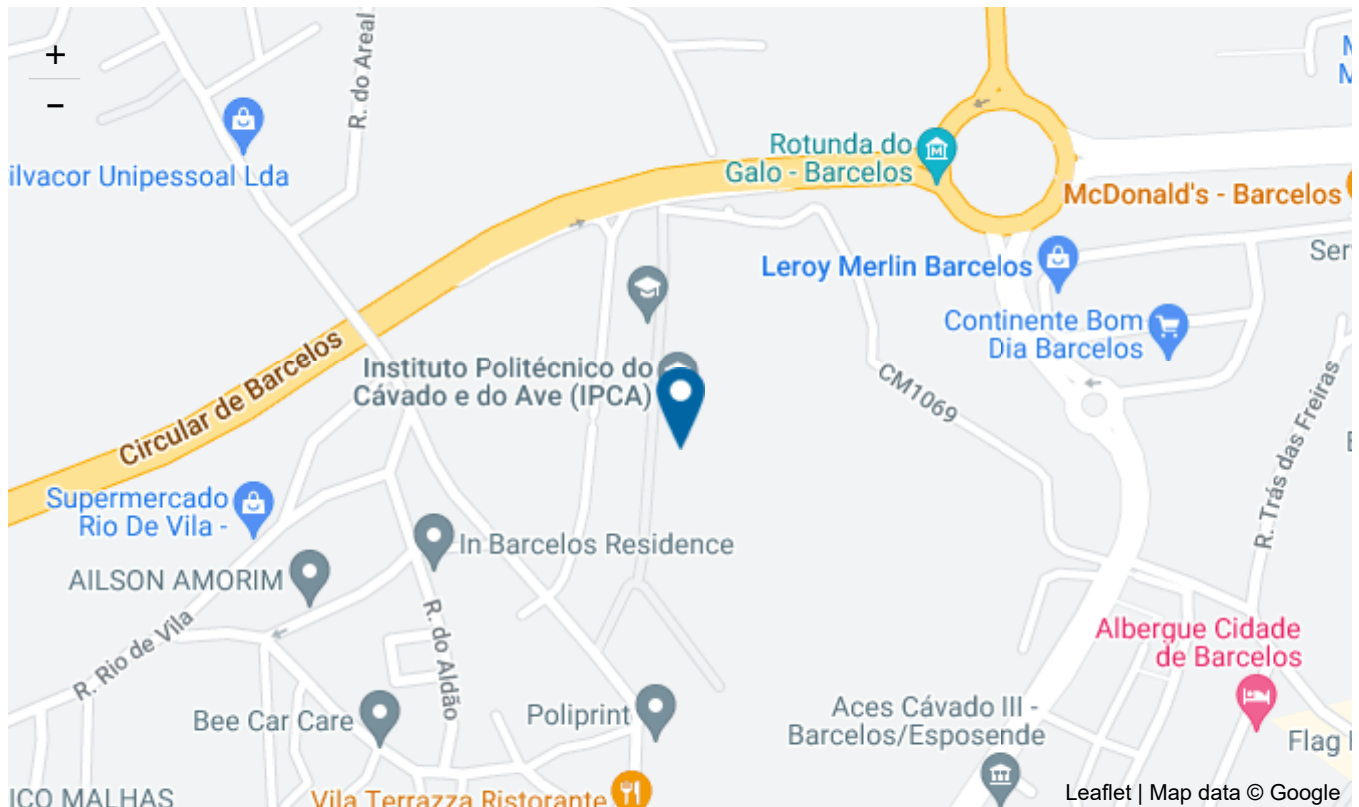 +
−
R. do Areal
ilvacor Unipessoal Lda
Rotunda do
Galo - Barcelos
McDonald's - Barcelos
Leroy Merlin Barcelos
Ser
Continente Bom
Dia Barcelos
Circular de Barcelos
Instituto Politécnico do
Cávado e do Ave (IPCA)
CM1069
R. Trás das Freiras
Supermercado
Rio De Vila -
In Barcelos Residence
AILSON AMORIM
R. Rio de Vila
R. do Aldão
Albergue Cidade
de Barcelos
Bee Car Care
Poliprint
Aces Cávado III -
Barcelos/Esposende
Flag
ICO MALHAS
Vila Terrazza Ristorante
Leaflet | Map data © Google